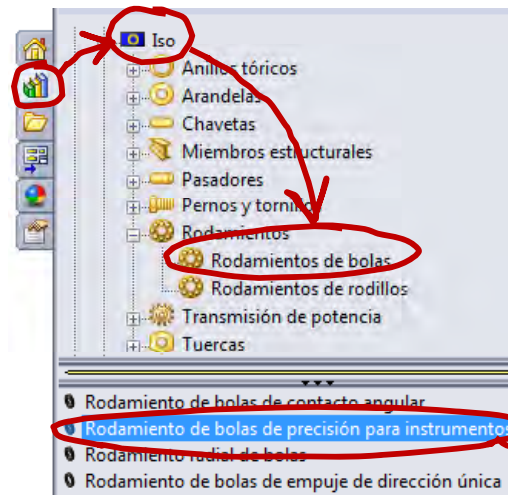 Iso
Anillos tóricos
Arandelas
Chavetas
Miembros estructurales
Pasadores
Pernos y tornillos
Rodamientos
Rodamientos de bolas
Rodamientos de rodillos
Transmisión de potencia
Tuercas
Rodamiento de bolas de contacto angular
Rodamiento de bolas de precisión para instrumentos
Rodamiento radial de bolas
Rodamiento de bolas de empuje de dirección única